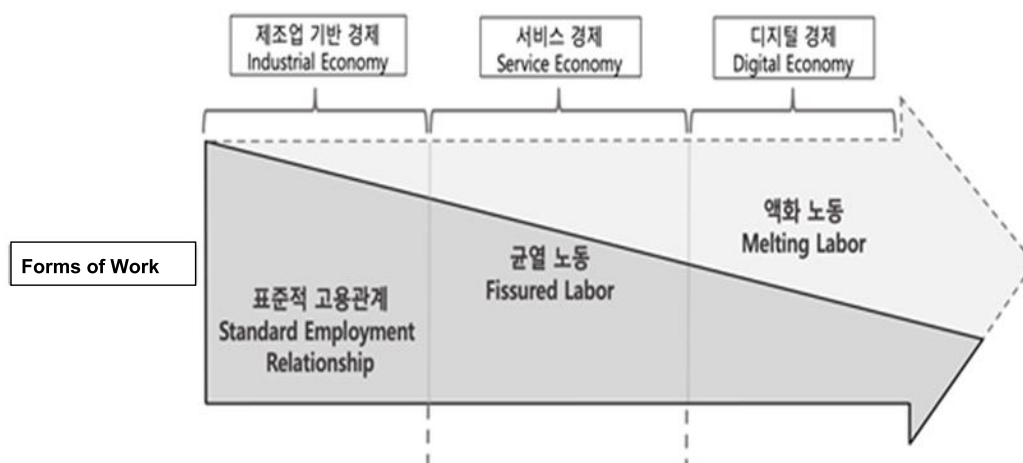 제조업 기반 경제
Industrial Economy
서비스 경제
Service Economy
디지털 경제
Digital Economy
Forms of Work
표준적 고용관계
Standard Employment
Relationship
균열 노동
Fissured Labor
액화 노동
Melting Labor